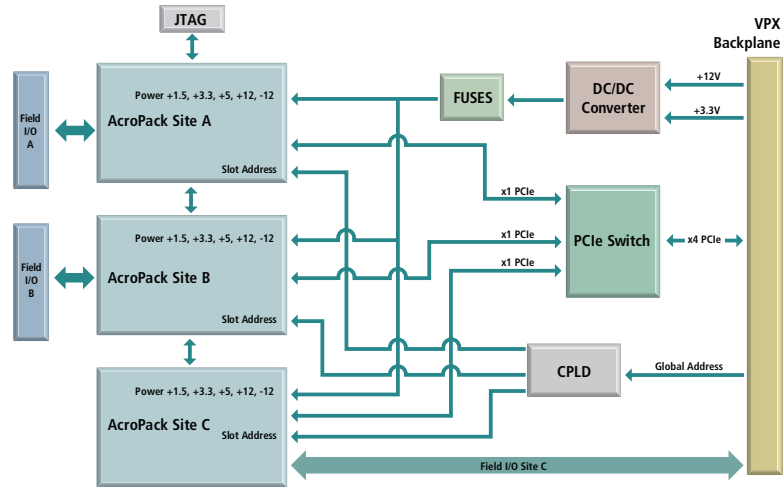 JTAG
VPX
Backplane
Field
I/O
A
Power +1.5, +3.3, +5, +12, -12
AcroPack Site A
Slot Address
FUSES
DC/DC
Converter
+12V
+3.3V
x1 PCIe
Field
I/O
B
Power +1.5, +3.3, +5, +12, -12
AcroPack Site B
Slot Address
x1 PCIe
x1 PCIe
PCIe Switch
x4 PCIe
CPLD
Global Address
Power +1.5, +3.3, +5, +12, -12
AcroPack Site C
Slot Address
Field I/O Site C